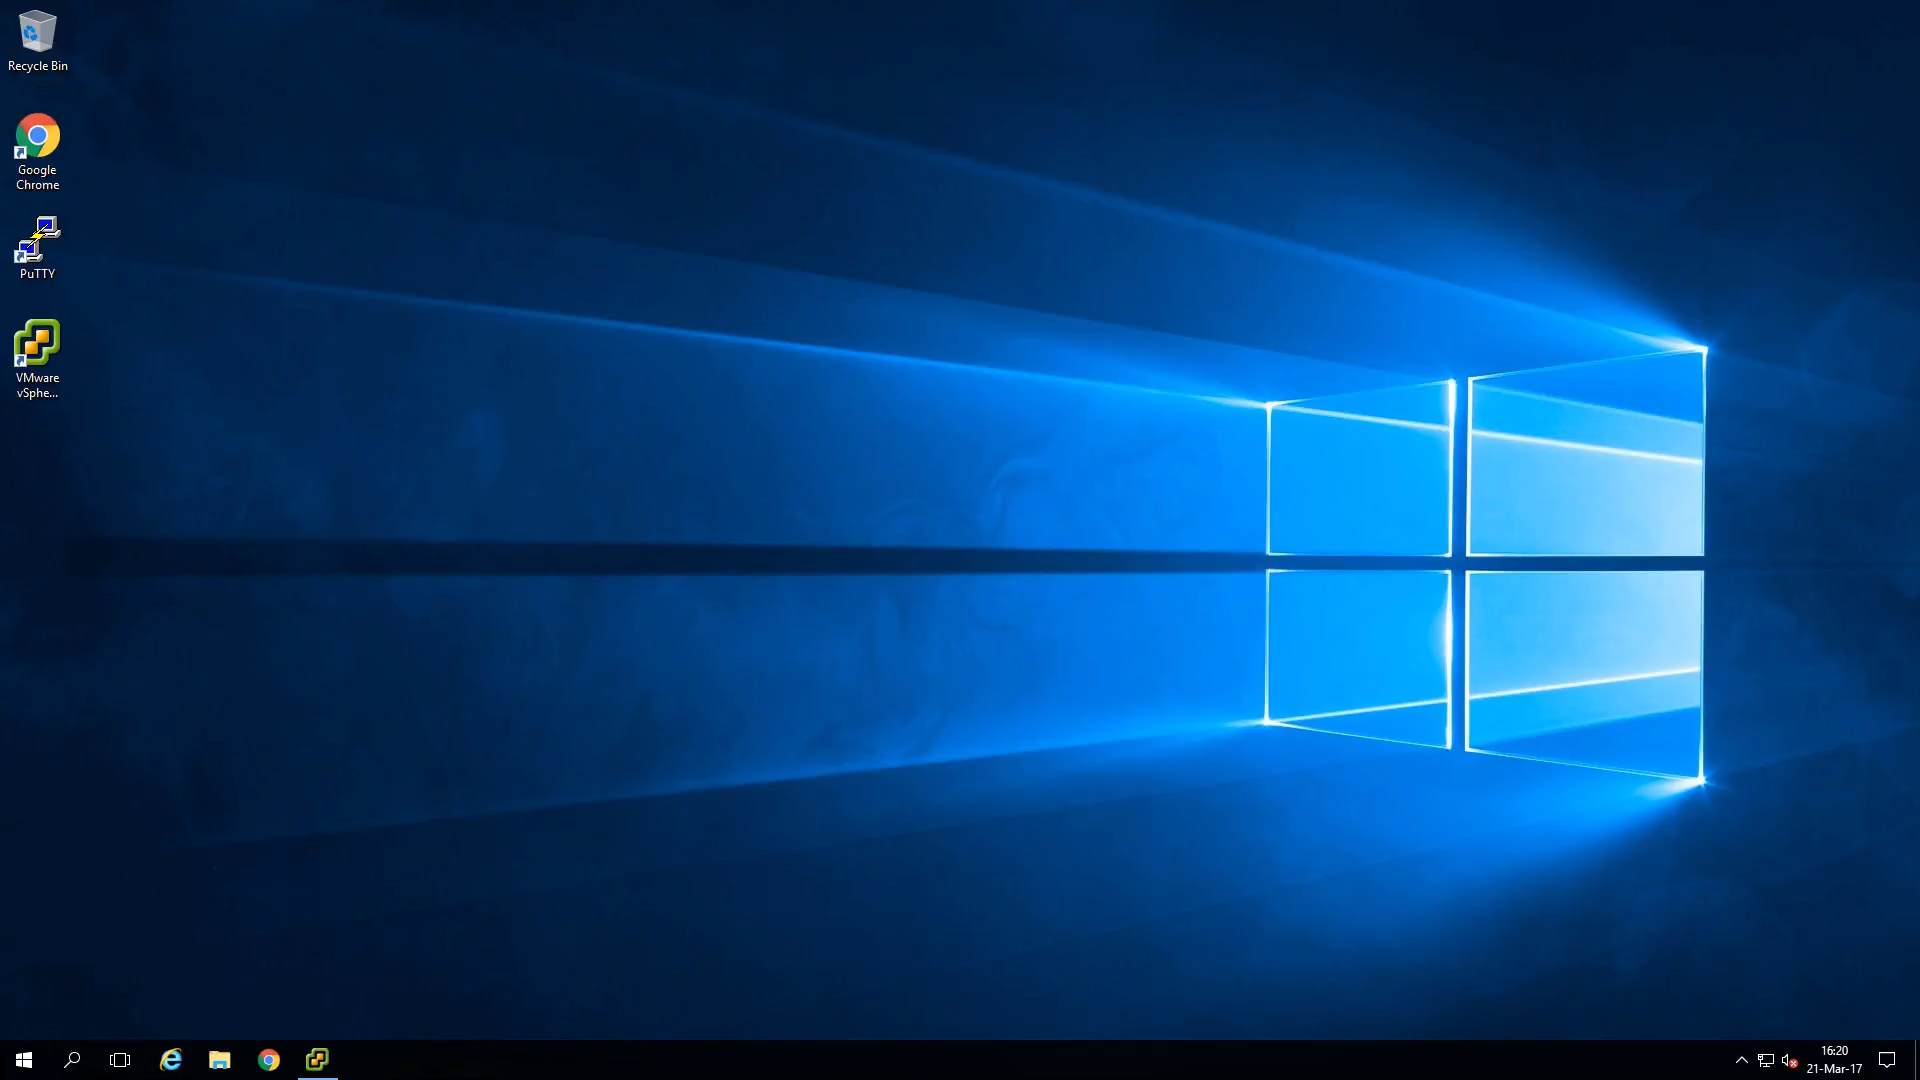 Recycle Bin
Google
Chrome
PuTTY
VMware
vSphe...
16:20
21-Mar-17